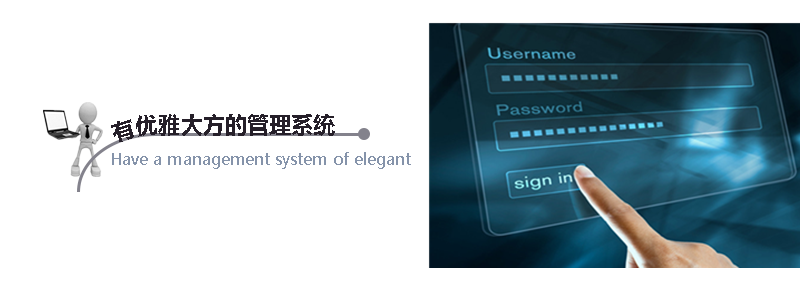 有优雅大方的管理系统
Have a management system of elegant
Username
Password
sign in